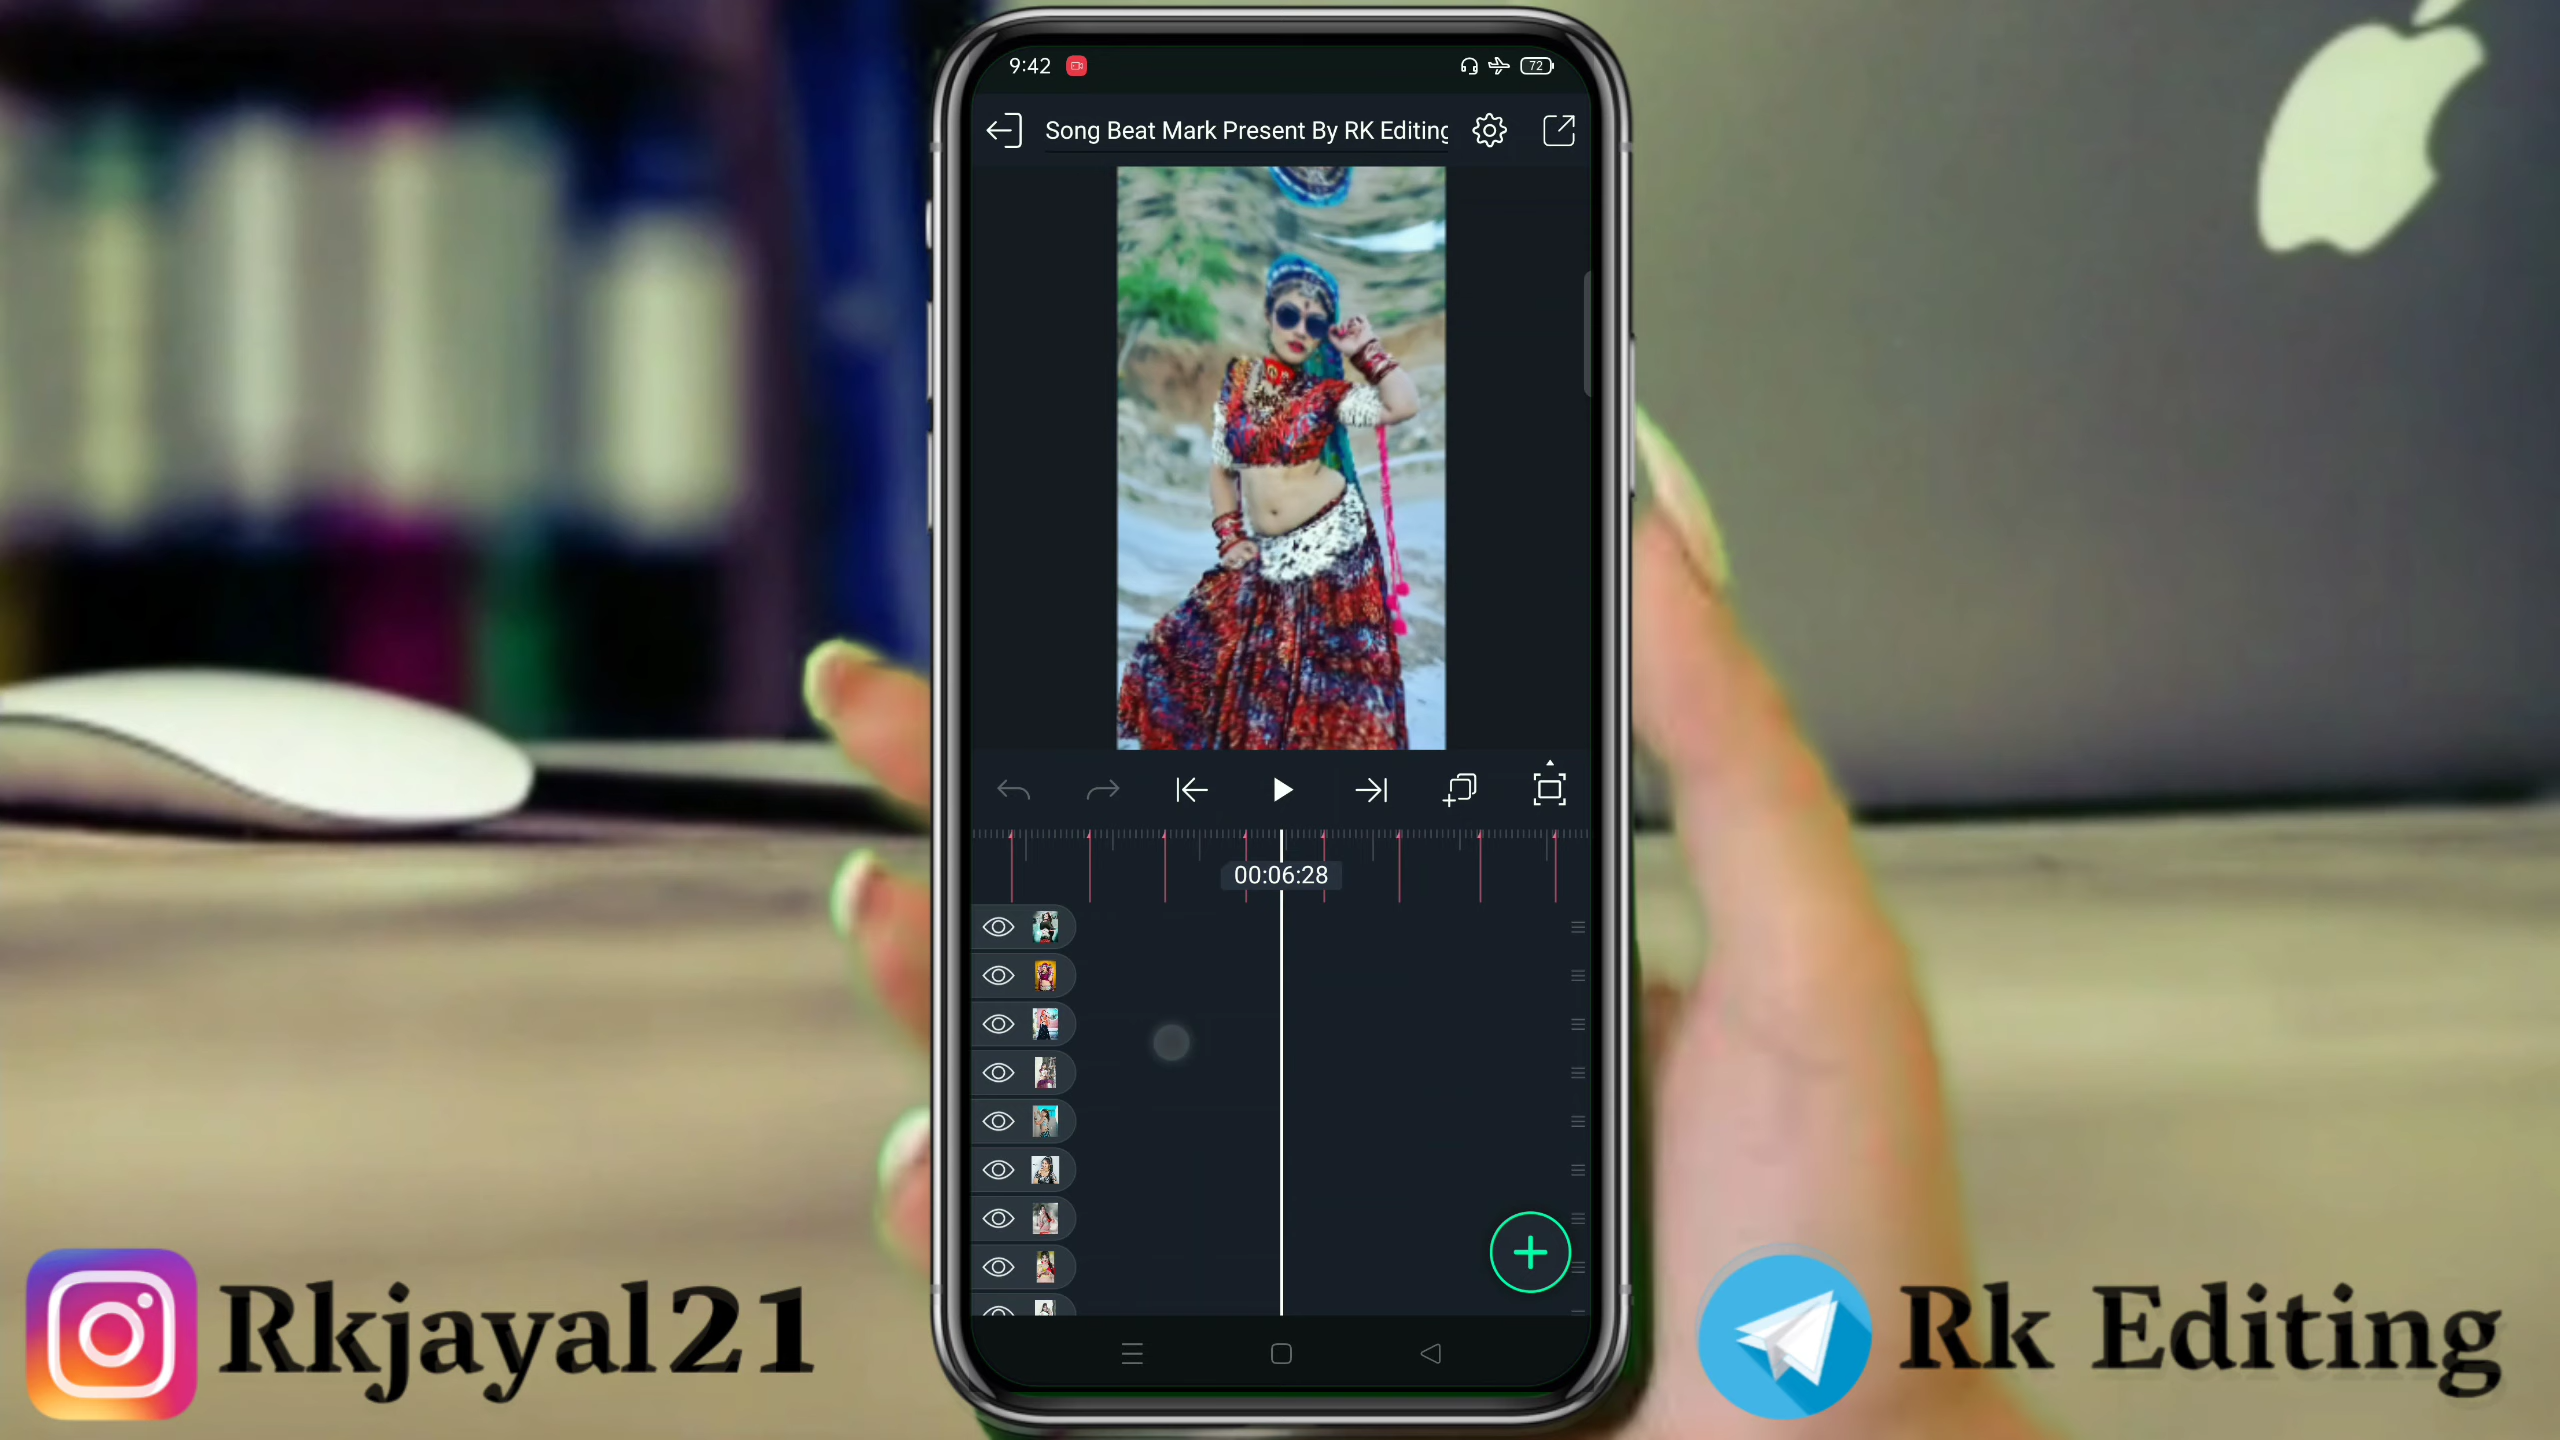 9:42
72
Song Beat Mark Present By RK Editing
00:06:28
Rkjayal21
Rk Editing